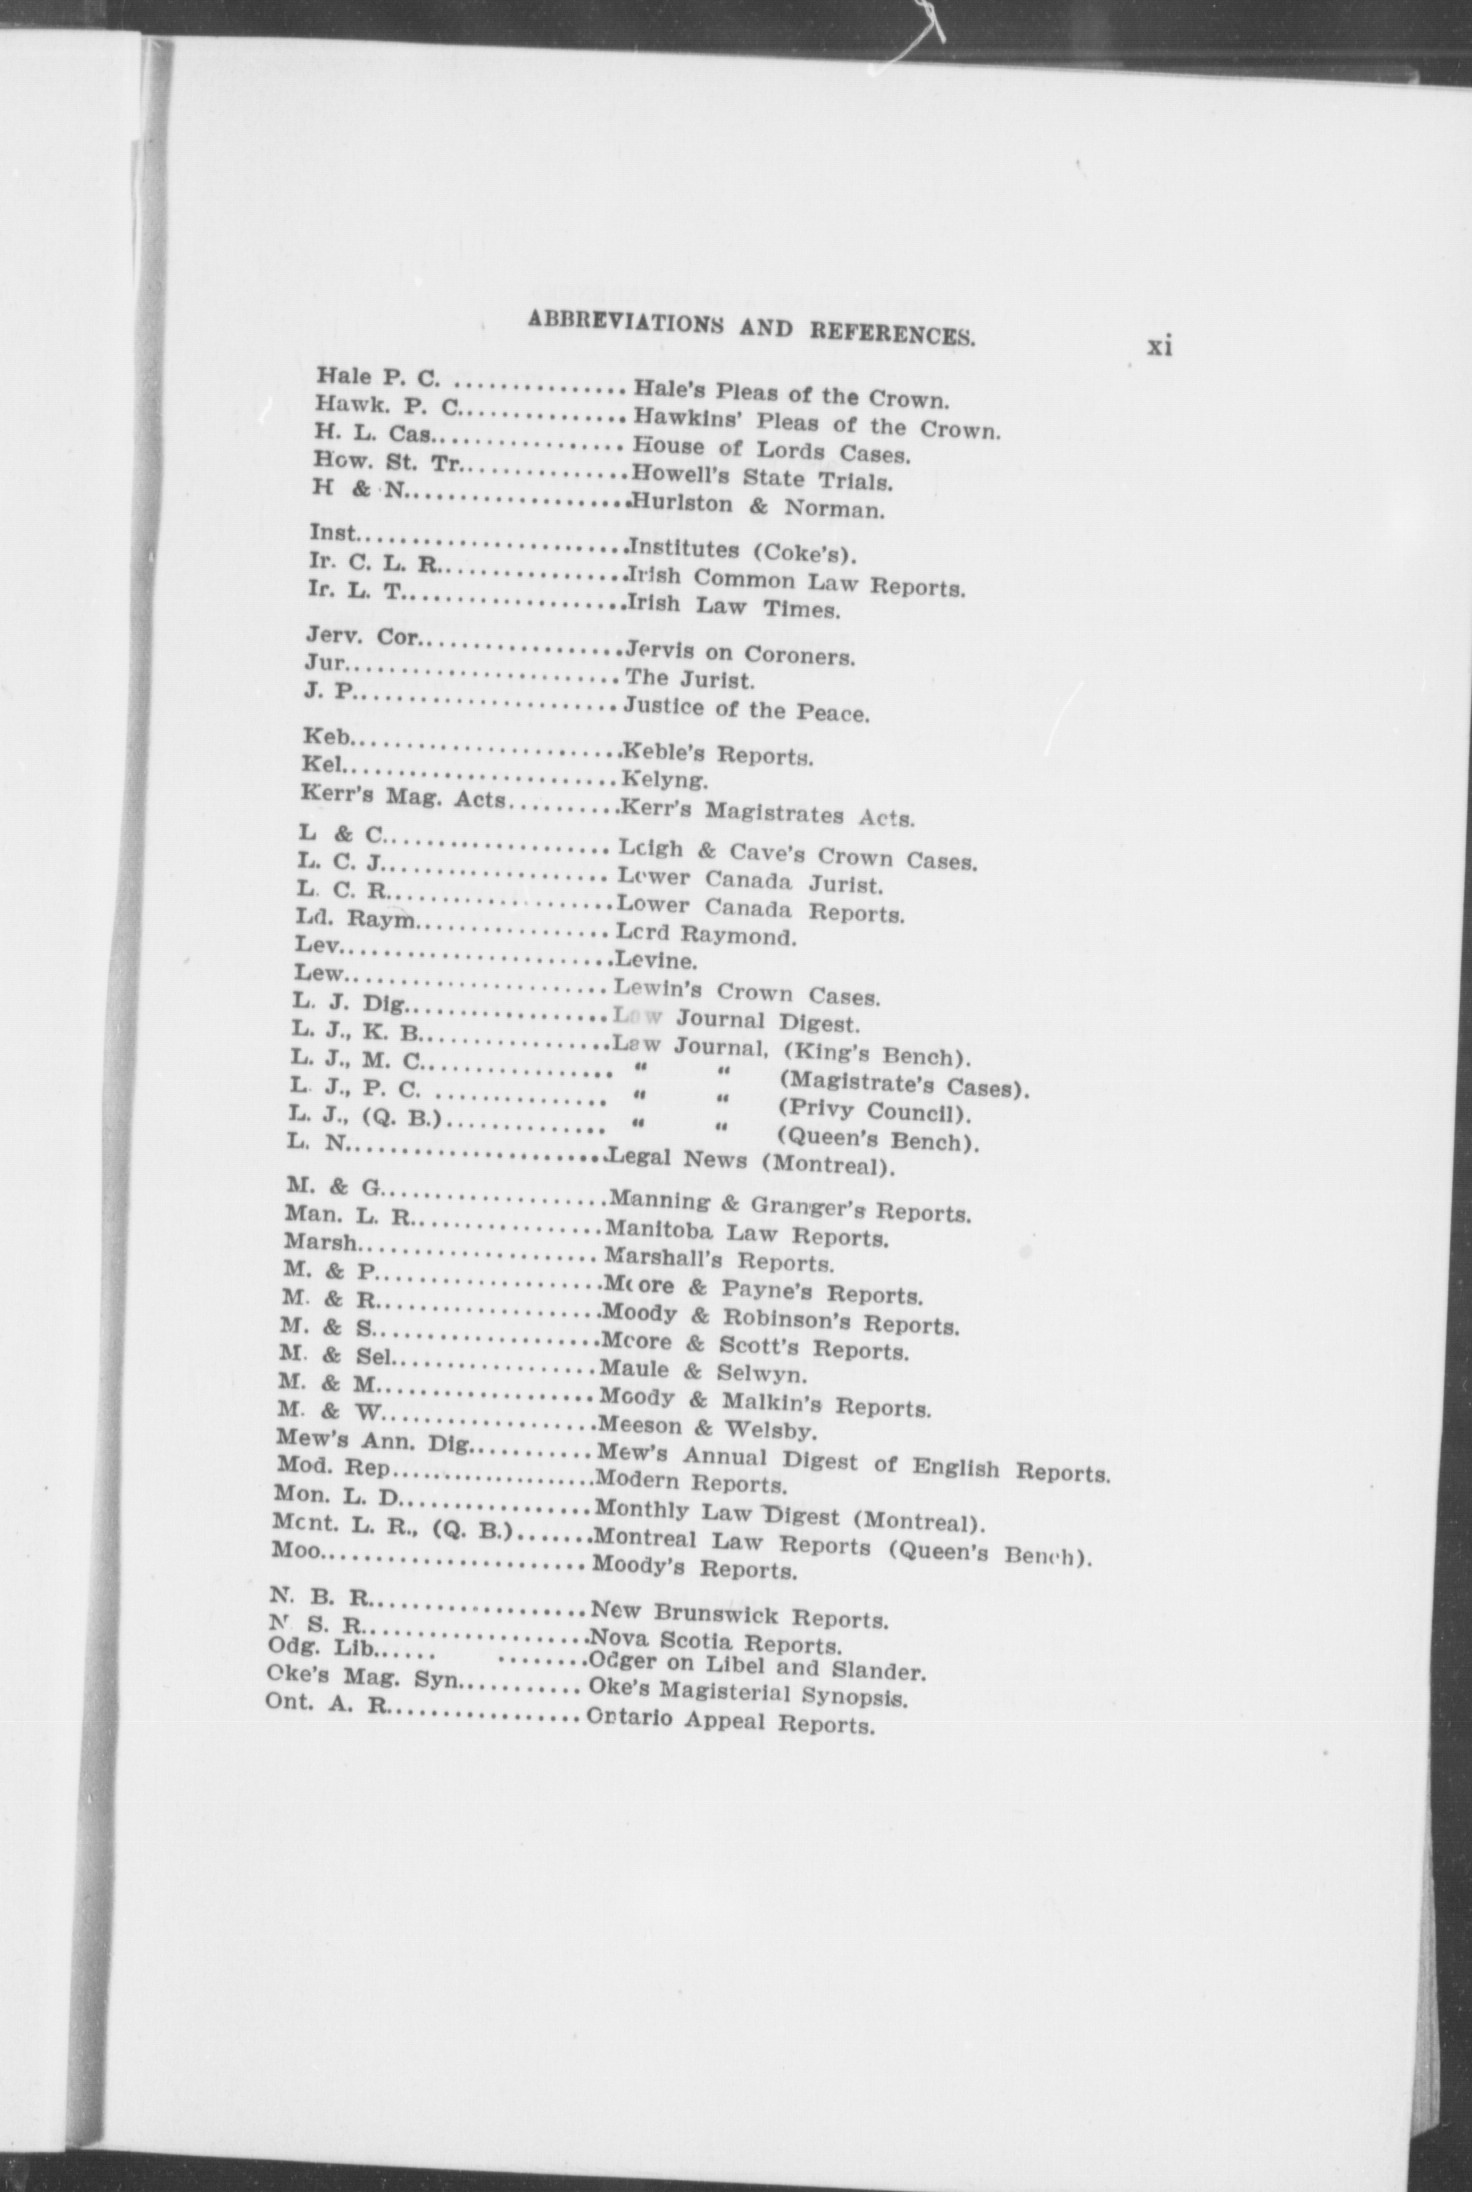 ABBREVIATIONS AND REFERENCES. xi
Hale P. C. ............... Hale's Pleas of the Crown.
Hawk. P. C............... Hawkins' Pleas of the Crown.
H. L. Cas................. House of Lords Cases.
How. St. Tr...............Howell's State Trials.
H & N....................Hurlston & Norman.
Inst.........................Institutes (Coke's).
Ir. C. L. R.................Irish Common Law Reports.
Ir. L. T....................Irish Law Times.
Jerv. Cor..................Jervis on Coroners.
Jur......................... The Jurist.
J. P........................ Justice of the Peace.
Keb.........................Keble's Reports.
Kel......................... Kelyng.
Kerr's Mag. Acts..........Kerr's Magistrates Acts.
L & C..................... Leigh & Cave's Crown Cases.
L. C. J..................... Lower Canada Jurist.
L. C. R.....................Lower Canada Reports.
Ld. Raym................. Lord Raymond.
Lev.........................Levine.
Lew........................ Lewin's Crown Cases.
L. J. Dig...................Law Journal Digest.
L. J., K. B.................Law Journal, (King's Bench).
L. J., M. C................. " " (Magistrate's Cases).
L. J., P. C. ............... " " (Privy Council).
L. J., (Q. B.).............. " " (Queen's Bench).
L. N........................Legal News (Montreal).
M. & G....................Manning & Granger's Reports.
Man. L. R.................Manitoba Law Reports.
Marsh..................... Marshall's Reports.
M. & P....................Moore & Payne's Reports.
M. & R....................Moody & Robinson's Reports.
M. & S....................Moore & Scott's Reports.
M. & Sel..................Maule & Selwyn.
M. & M................... Moody & Malkin's Reports.
M. & W...................Meeson & Welsby.
Mew's Ann. Dig........... Mew's Annual Digest of English Reports.
Mod. Rep...................Modern Reports.
Mon. L. D................. Monthly Law Digest (Montreal).
Mont. L. R., (Q. B.).......Montreal Law Reports (Queen's Bench).
Moo........................ Moody's Reports.
N. B. R...................New Brunswick Reports.
N S. R....................Nova Scotia Reports.
Odg. Lib...... ........Odger on Libel and Slander.
Oke's Mag. Syn........... Oke's Magisterial Synopsis.
Ont. A. R................. Ontario Appeal Reports.